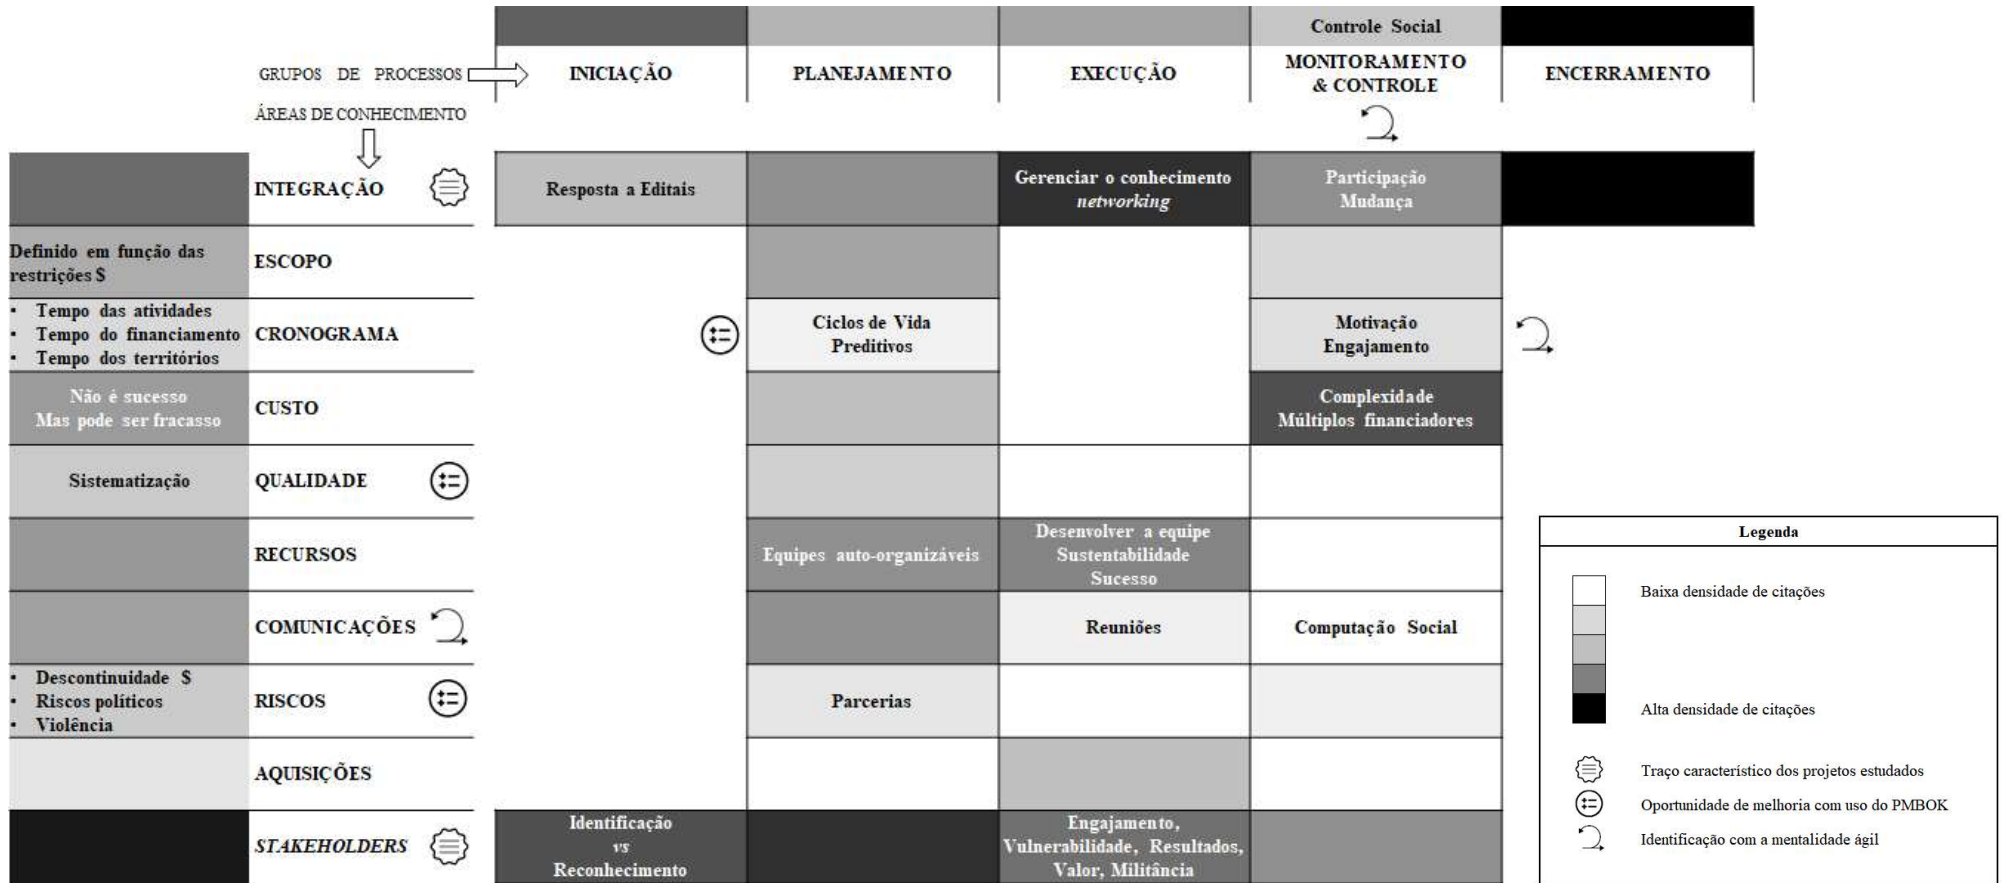 Controle Social
GRUPOS DE PROCESSOS
INICIAÇÃO
PLANEJAMENTO
EXECUÇÃO
MONITORAMENTO
& CONTROLE
ENCERRAMENTO
ÁREAS DE CONHECIMENTO
INTEGRAÇÃO
Resposta a Editais
Gerenciar o conhecimento
networking
Participação
Mudança
Definido em função das
restrições $
ESCOPO
• Tempo das atividades
• Tempo do financiamento
• Tempo dos territórios
CRONOGRAMA
Ciclos de Vida
Preditivos
Motivação
Engajamento
Não é sucesso
Mas pode ser fracasso
CUSTO
Complexidade
Múltiplos financiadores
Sistematização
QUALIDADE
RECURSOS
Equipes auto-organizáveis
Desenvolver a equipe
Sustentabilidade
Sucesso
COMUNICAÇÕES
Reuniões
Computação Social
• Descontinuidade $
• Riscos políticos
• Violência
RISCOS
Parcerias
AQUISIÇÕES
STAKEHOLDERS
Identificação
vs
Reconhecimento
Engajamento,
Vulnerabilidade, Resultados,
Valor, Militância
Legenda
Baixa densidade de citações
Alta densidade de citações
Traço característico dos projetos estudados
Oportunidade de melhoria com uso do PMBOK
Identificação com a mentalidade ágil